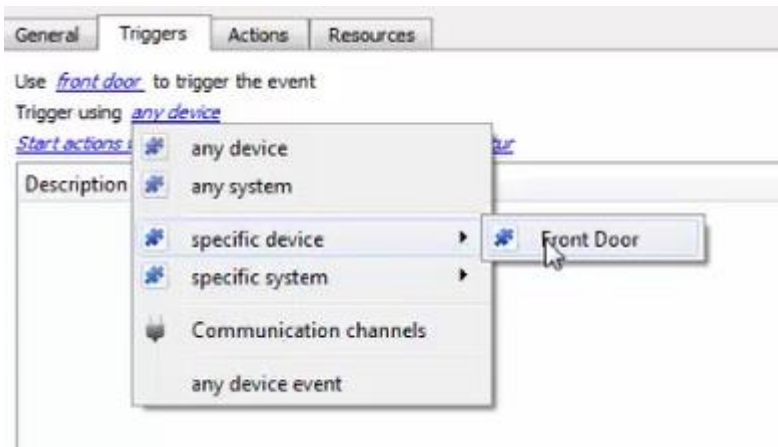 General Triggers Actions Resources
Use front door to trigger the event
Trigger using any device
Start actions
any device
Description
any system
specific device
Front Door
specific system
Communication channels
any device event